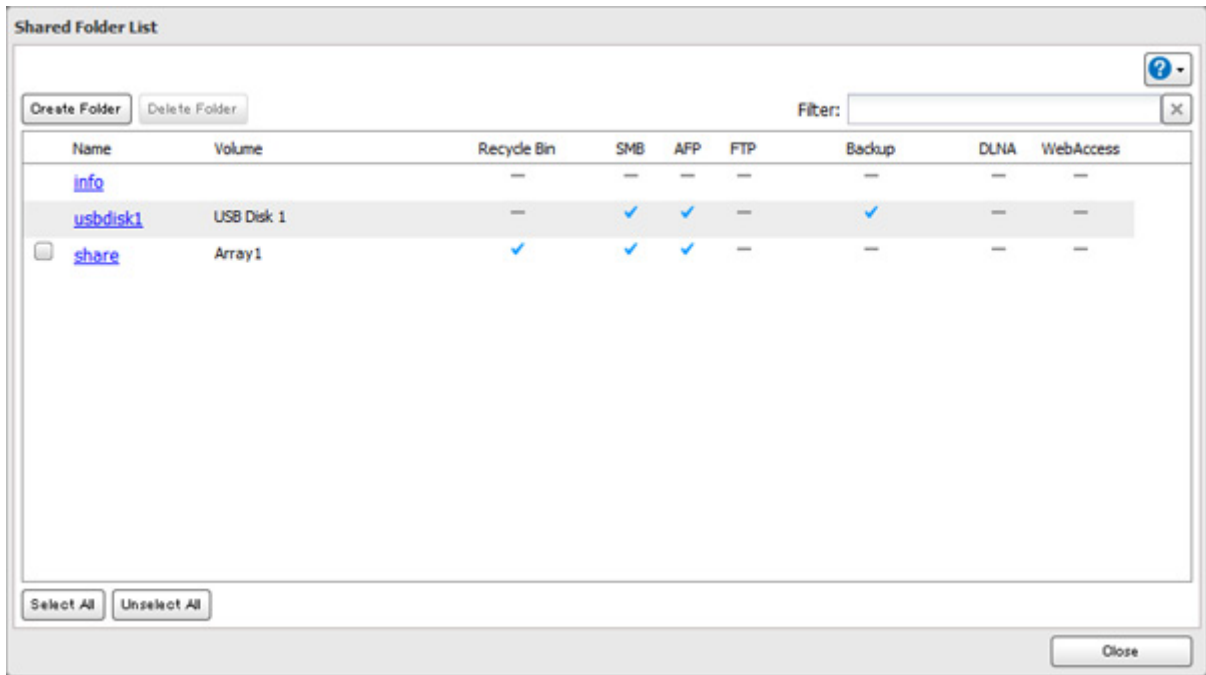 Shared Folder List
?
Create Folder Delete Folder Filter:
Name Volume Recycle Bin SMB AFP FTP Backup DLNA WebAccess
info
usbdisk1 USB Disk 1
share Array1
Select All Unselect All
Close